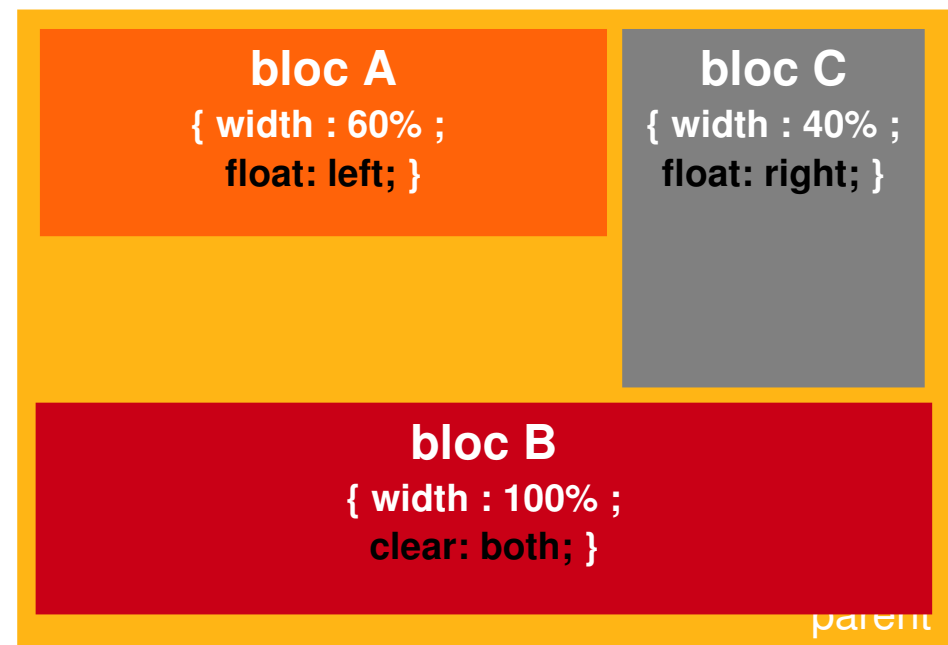 bloc A
{ width : 60% ;
float: left; }
bloc C
{ width : 40% ;
float: right; }
bloc B
{ width : 100% ;
clear: both; }
parent